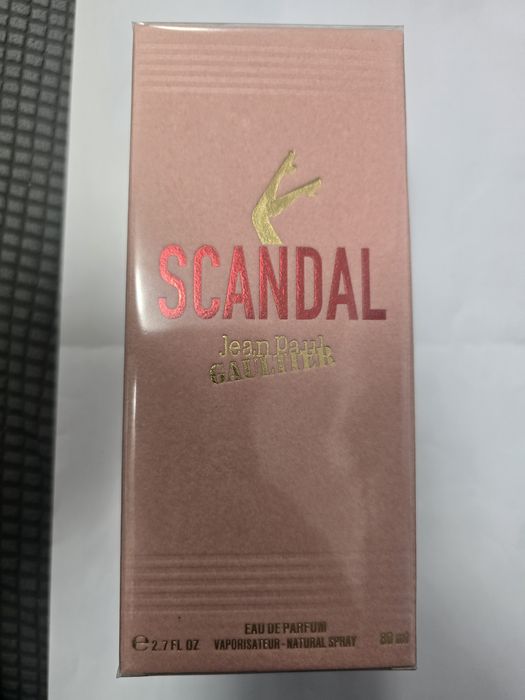 SCANDAL
Jean Paul
GAULTIER
EAU DE PARFUM
℮ 2.7 FL OZ VAPORISATEUR - NATURAL SPRAY 80 ml